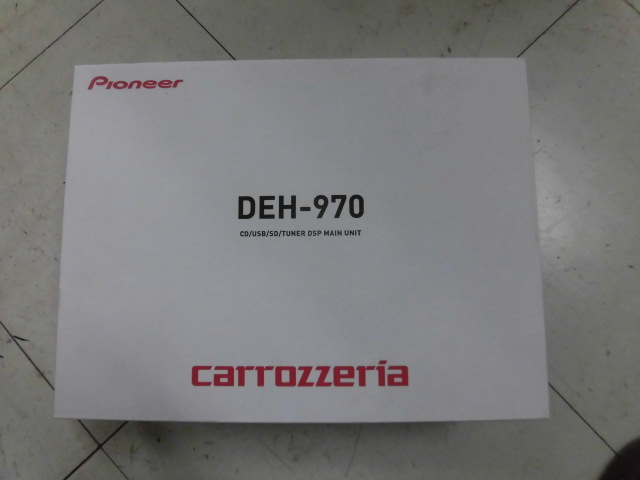 Pioneer
DEH-970
CD/USB/SD/TUNER DSP MAIN UNIT
carrozzeria